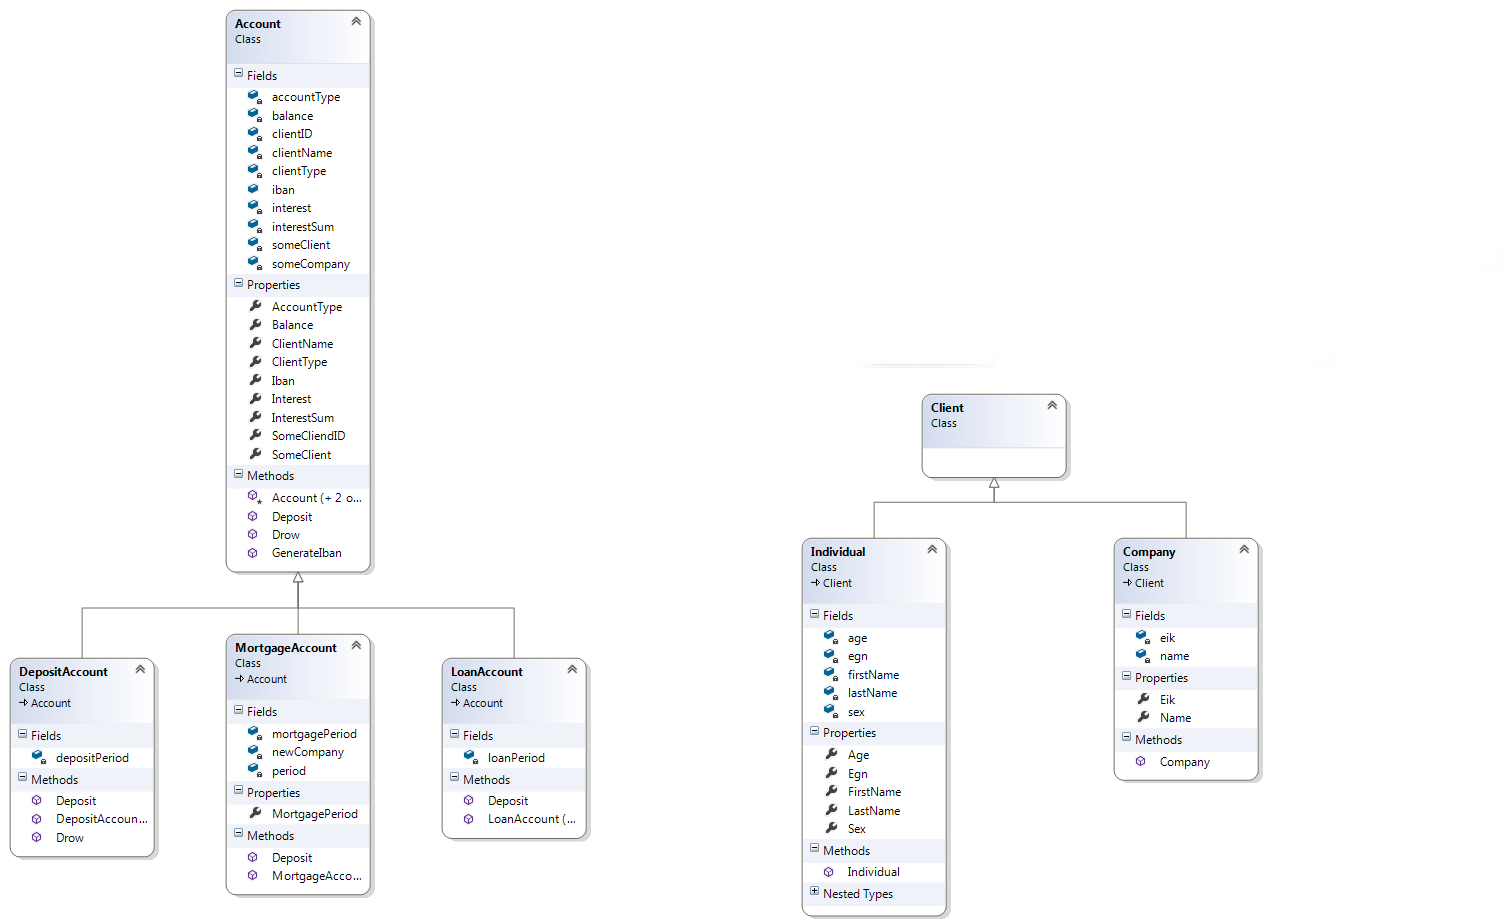 Account
Class
Fields
accountType
balance
clientID
clientName
clientType
iban
interest
interestSum
someClient
someCompany
Properties
AccountType
Balance
ClientName
ClientType
Iban
Interest
InterestSum
SomeCliendID
SomeClient
Methods
Account (+ 2 o...
Deposit
Drow
GenerateIban
DepositAccount
Class
Account
Fields
depositPeriod
Methods
Deposit
DepositAccoun...
Drow
MortgageAccount
Class
Account
Fields
mortgagePeriod
newCompany
period
Properties
MortgagePeriod
Methods
Deposit
MortgageAcco...
LoanAccount
Class
Account
Fields
loanPeriod
Methods
Deposit
LoanAccount (...
Client
Class
Individual
Class
Client
Fields
age
egn
firstName
lastName
sex
Properties
Age
Egn
FirstName
LastName
Sex
Methods
Individual
Nested Types
Company
Class
Client
Fields
eik
name
Properties
Eik
Name
Methods
Company